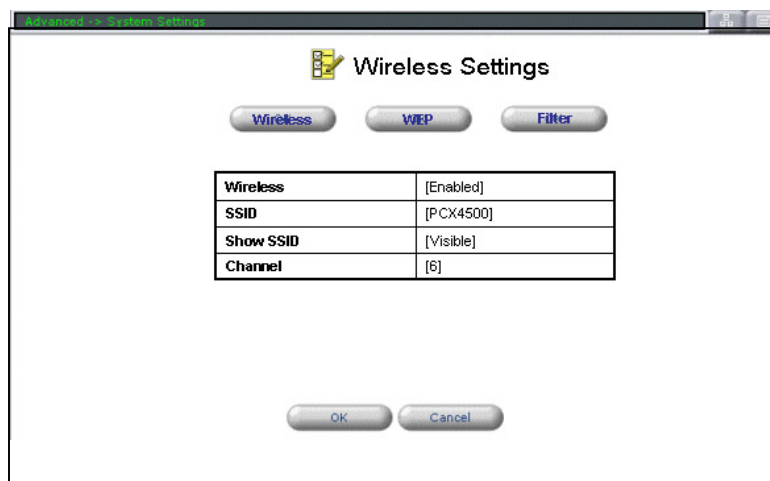 Advanced -> System Settings
Wireless Settings
Wireless WEP Filter
Wireless [Enabled]
SSID [PCX4500]
Show SSID [Visible]
Channel [6]
OK Cancel